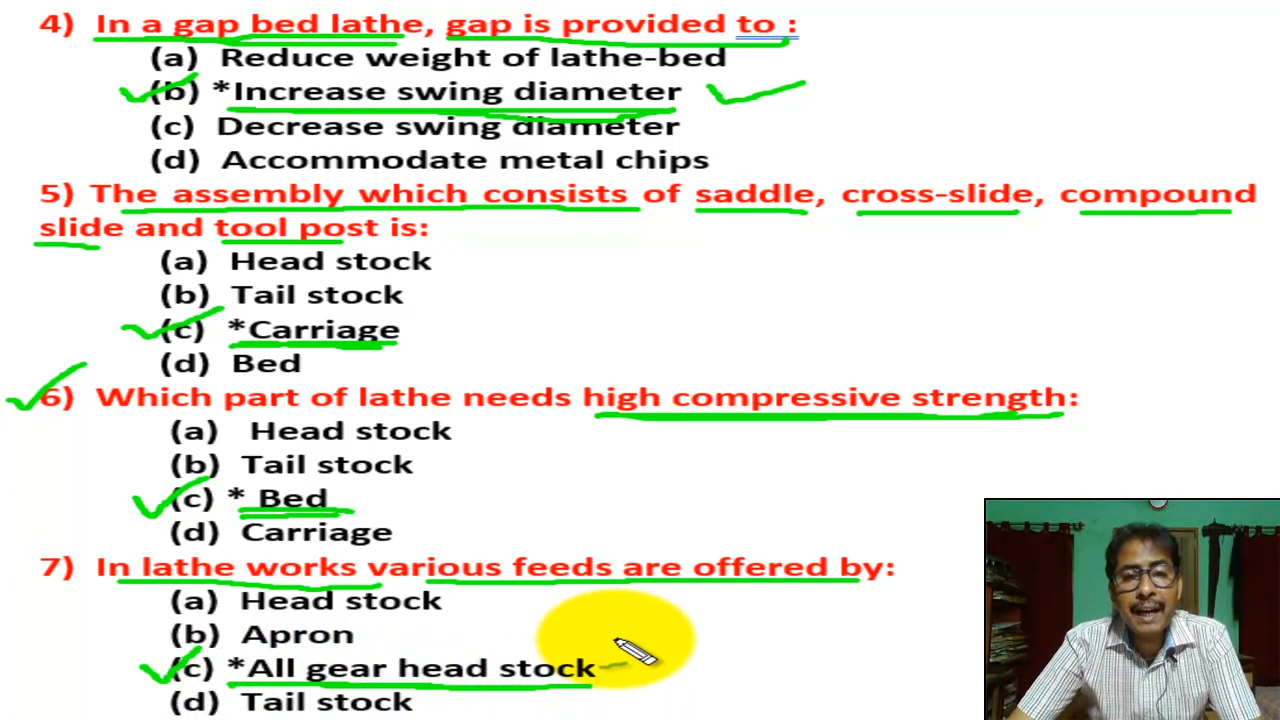 4) In a gap bed lathe, gap is provided to :
(a) Reduce weight of lathe-bed
(b) *Increase swing diameter
(c) Decrease swing diameter
(d) Accommodate metal chips
5) The assembly which consists of saddle, cross-slide, compound
slide and tool post is:
(a) Head stock
(b) Tail stock
(c) *Carriage
(d) Bed
6) Which part of lathe needs high compressive strength:
(a) Head stock
(b) Tail stock
(c) * Bed
(d) Carriage
7) In lathe works various feeds are offered by:
(a) Head stock
(b) Apron
(c) *All gear head stock
(d) Tail stock